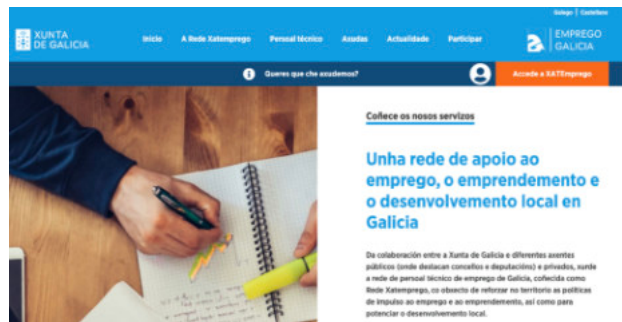 Galego | Castellano
XUNTA
DE GALICIA
Inicio A Rede Xatemprego Persoal técnico Axudas Actualidade Participar
EMPREGO
GALICIA
Queres que che axudemos?
Accede a XATEmprego
Coñece os nosos servizos
Unha rede de apoio ao
emprego, o emprendemento e
o desenvolvemento local en
Galicia
Da colaboración entre a Xunta de Galicia e diferentes axentes
públicos (onde destacan concellos e deputacións) e privados, xurde
a rede de persoal técnico de emprego de Galicia, coñecida como
Rede Xatemprego, co obxecto de reforzar no territorio as políticas
de impulso ao emprego e ao emprendemento, así como para
potenciar o desenvolvemento local.